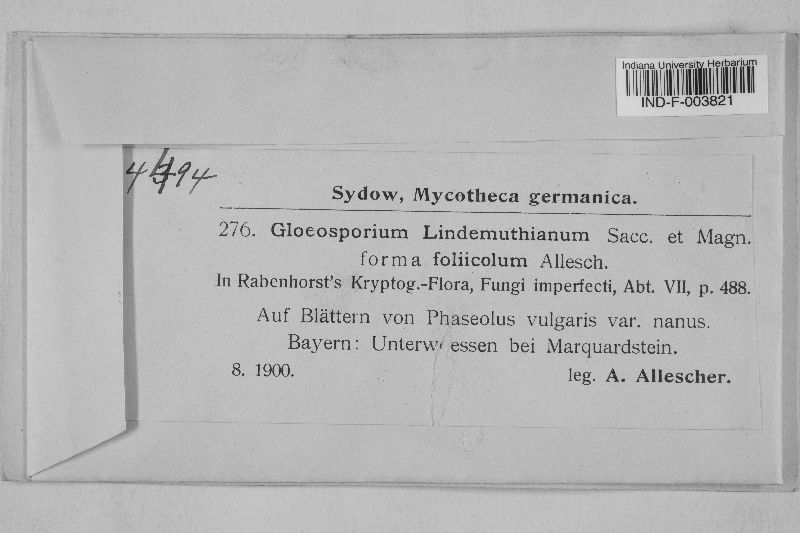 Indiana University Herbarium
IND-F-003821
Sydow, Mycotheca germanica.
276. Gloeosporium Lindemuthianum Sacc. et Magn.
forma foliicolum Allesch.
In Rabenhorst's Kryptog.-Flora, Fungi imperfecti, Abt. VII, p. 488.
Auf Blättern von Phaseolus vulgaris var. nanus.
Bayern: Unterw essen bei Marquardstein.
8. 1900.
leg. A. Allescher.